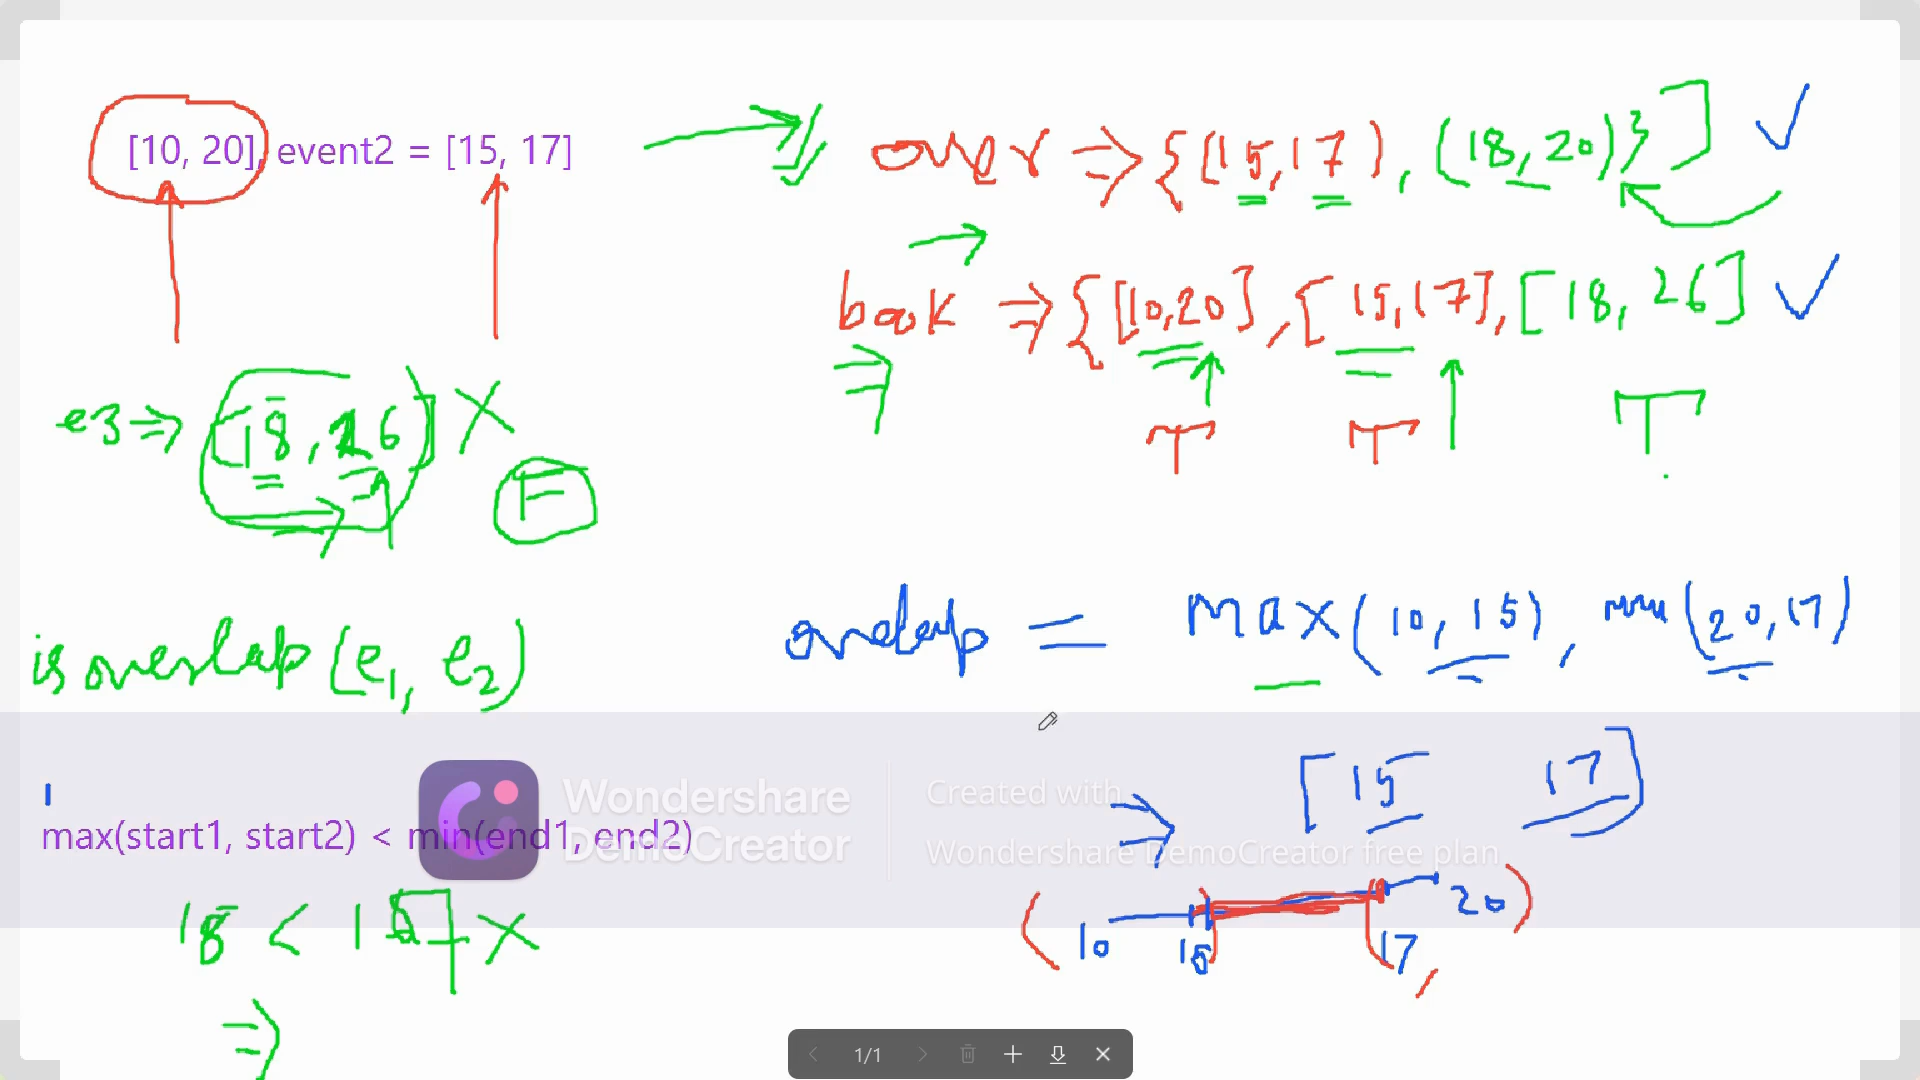 [10, 20], event2 = [15, 17]
over => {(15,17), (18,20)}]
book => {[10,20], [15,17], [18, 26]
T T T
e3 => [18, 26] X
F
is overlap (e1, e2)
overlap = max(10, 15), min(20,17)
[15 17]
max(start1, start2) < min(end1, end2)
Wondershare
DemoCreator
Created with
Wondershare DemoCreator free plan
10 15 17 20
18 < X
=>
1/1